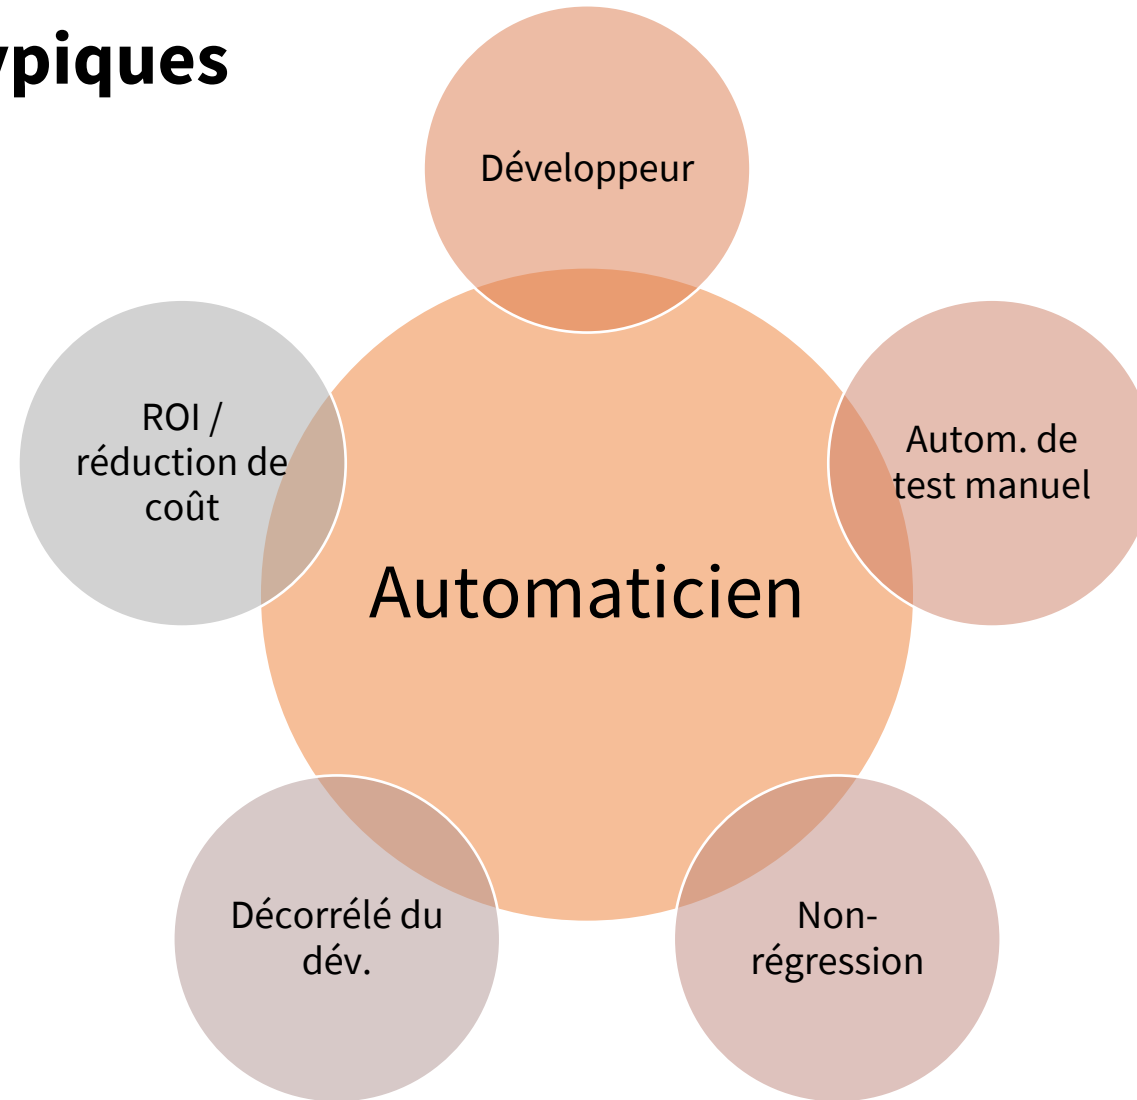 ypiques
Développeur
ROI /
réduction de
coût
Autom. de
test manuel
Automaticien
Décorrélé du
dév.
Non-
régression